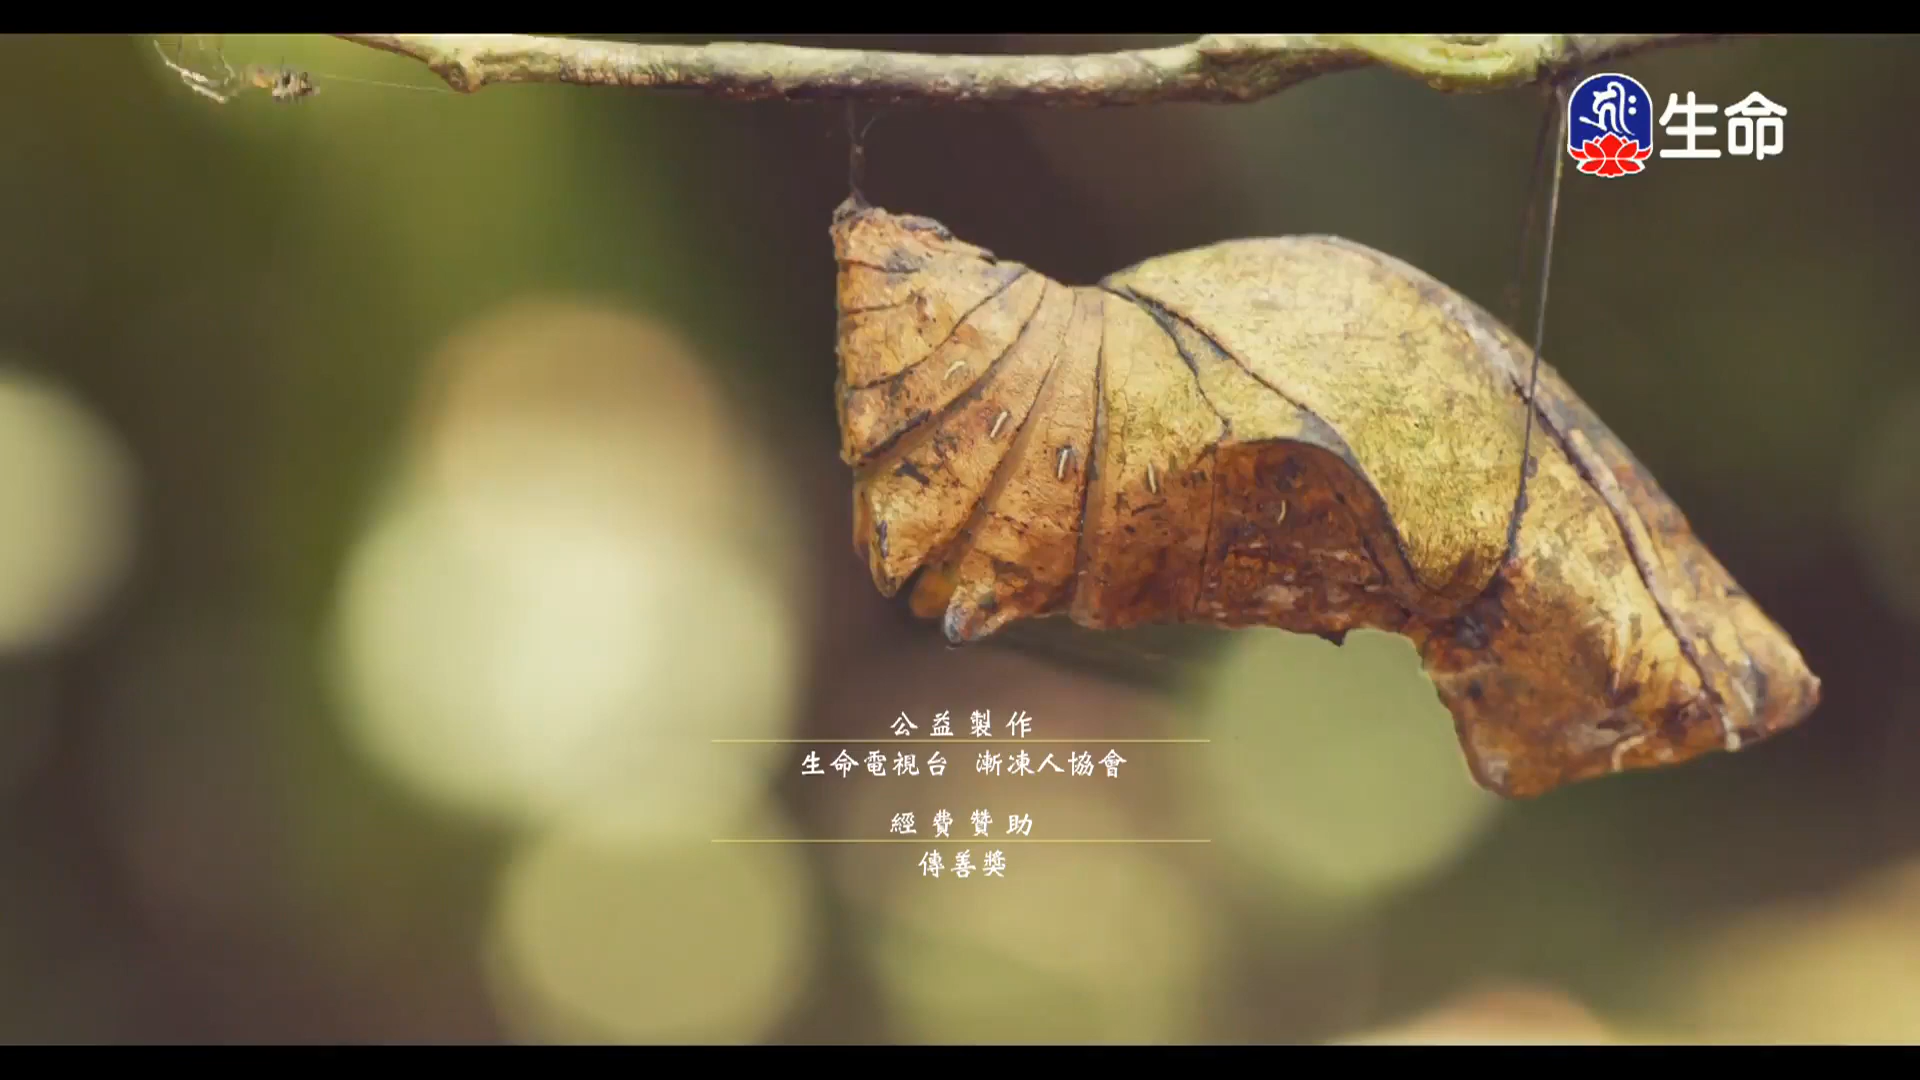 生命
公益製作
生命電視台 漸凍人協會
經費贊助
傳善獎